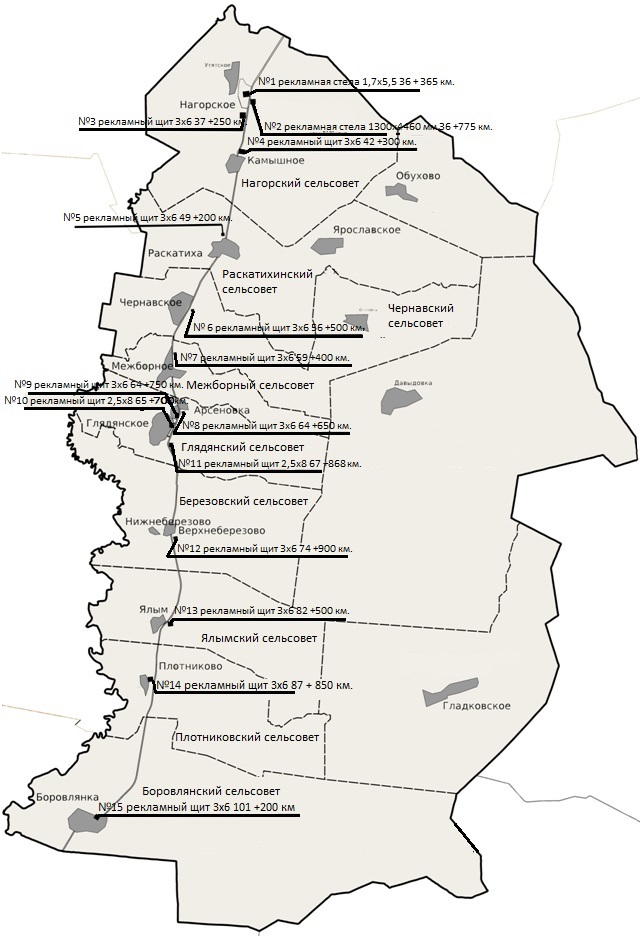 Утятское
№1 рекламная стела 1,7х5,5 36 +365 км.
Нагорское
№3 рекламный щит 3х6 37 +250 км.
№2 рекламная стела 1300х4460 мм 36 +775 км.
№4 рекламный щит 3х6 42 +300 км.
Камышное
Обухово
Нагорский сельсовет
№5 рекламный щит 3х6 49 +200 км.
Ярославское
Раскатиха
Раскатихинский
сельсовет
Чернавское
Чернавский
сельсовет
№ 6 рекламный щит 3х6 56 +500 км.
№7 рекламный щит 3х6 59 +400 км.
Межборное
№9 рекламный щит 3х6 64 +750 км.
Межборный сельсовет
Давыдовка
№10 рекламный щит 2,5х8 65 +700 км.
Арсеновка
Глядянское
№8 рекламный щит 3х6 64 +650 км.
Глядянский сельсовет
№11 рекламный щит 2,5х8 67 +868 км.
Березовский сельсовет
Нижнеберезово
Верхнеберезово
№12 рекламный щит 3х6 74 +900 км.
Ялым
№13 рекламный щит 3х6 82 +500 км.
Ялымский сельсовет
Плотниково
№14 рекламный щит 3х6 87 + 850 км.
Гладковское
Плотниковский сельсовет
Боровлянский сельсовет
Боровлянка
№15 рекламный щит 3х6 101 +200 км